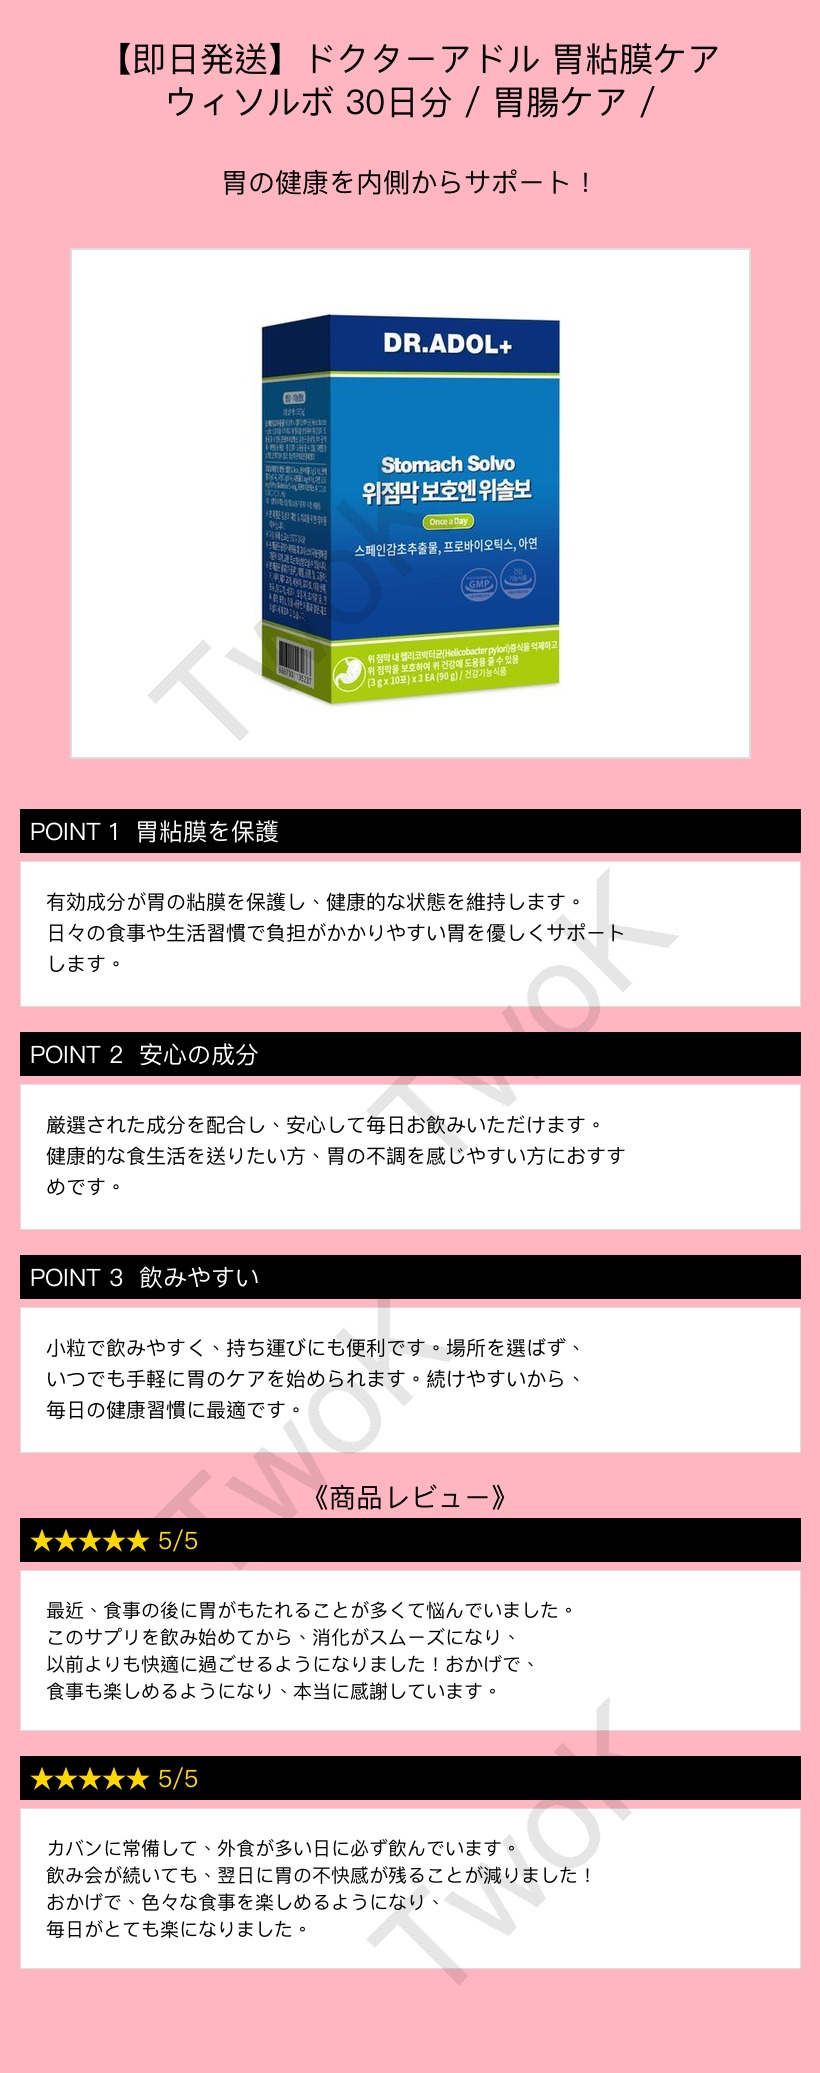 【即日発送】ドクターアドル 胃粘膜ケア
ウィソルボ 30日分 / 胃腸ケア /
胃の健康を内側からサポート！
DR.ADOL+
Stomach Solvo
위점막 보호엔 위솔보
Once a Day
스페인감초추출물, 프로바이오틱스, 아연
GMP
건강
기능식품
위 점막 내 헬리코박터균(Helicobacter pylori)증식을 억제하고
위 점막을 보호하여 위 건강에 도움을 줄 수 있음
(3 g x 10포) x 3 EA (90 g) / 건강기능식품
POINT 1 胃粘膜を保護
有効成分が胃の粘膜を保護し、健康的な状態を維持します。
日々の食事や生活習慣で負担がかかりやすい胃を優しくサポート
します。
POINT 2 安心の成分
厳選された成分を配合し、安心して毎日お飲みいただけます。
健康的な食生活を送りたい方、胃の不調を感じやすい方におすす
めです。
POINT 3 飲みやすい
小粒で飲みやすく、持ち運びにも便利です。場所を選ばず、
いつでも手軽に胃のケアを始められます。続けやすいから、
毎日の健康習慣に最適です。
《商品レビュー》
★★★★★ 5/5
最近、食事の後に胃がもたれることが多くて悩んでいました。
このサプリを飲み始めてから、消化がスムーズになり、
以前よりも快適に過ごせるようになりました！おかげで、
食事も楽しめるようになり、本当に感謝しています。
★★★★★ 5/5
カバンに常備して、外食が多い日に必ず飲んでいます。
飲み会が続いても、翌日に胃の不快感が残ることが減りました！
おかげで、色々な食事を楽しめるようになり、
毎日がとても楽になりました。
TwoK
TwoK
TwoK
TwoK